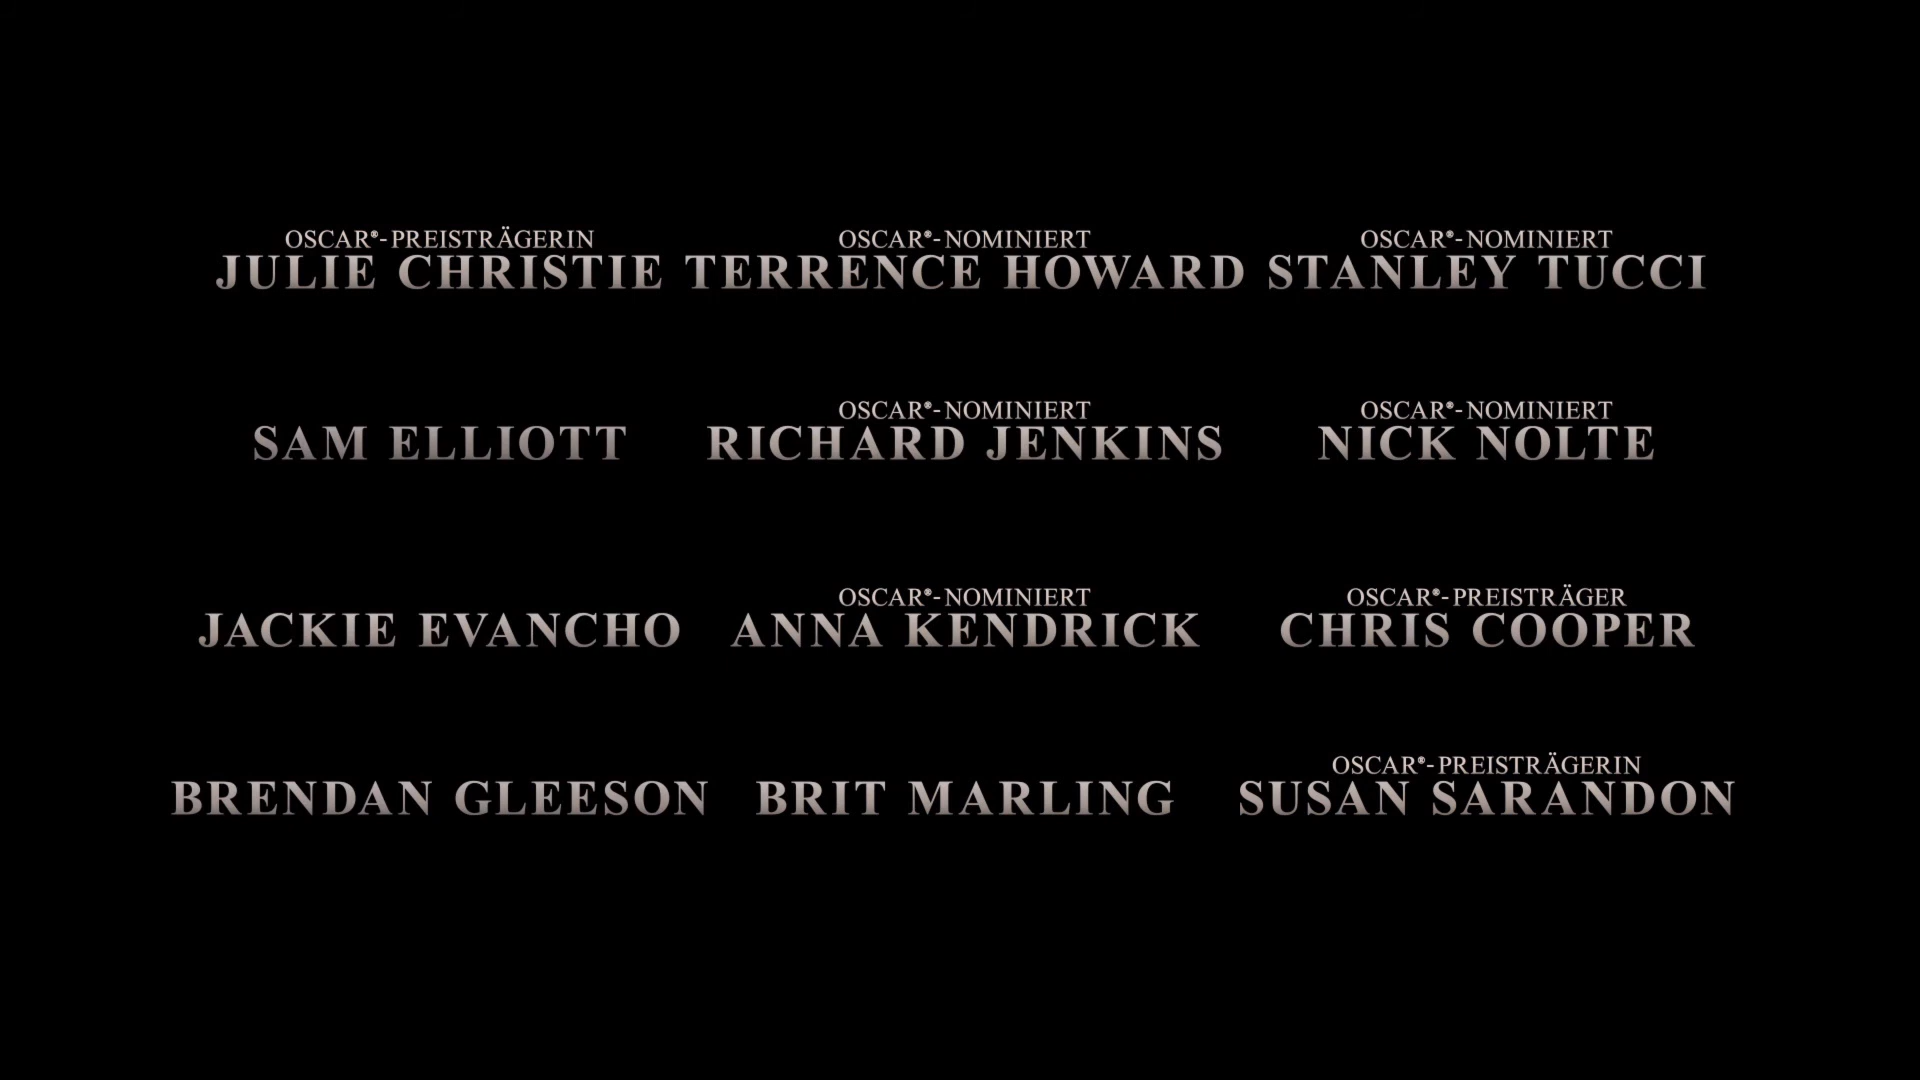 OSCAR®-PREISTRÄGERIN OSCAR®-NOMINIERT OSCAR®-NOMINIERT
JULIE CHRISTIE TERRENCE HOWARD STANLEY TUCCI
OSCAR®-NOMINIERT OSCAR®-NOMINIERT
SAM ELLIOTT RICHARD JENKINS NICK NOLTE
OSCAR®-NOMINIERT OSCAR®-PREISTRÄGER
JACKIE EVANCHO ANNA KENDRICK CHRIS COOPER
OSCAR®-PREISTRÄGERIN
BRENDAN GLEESON BRIT MARLING SUSAN SARANDON